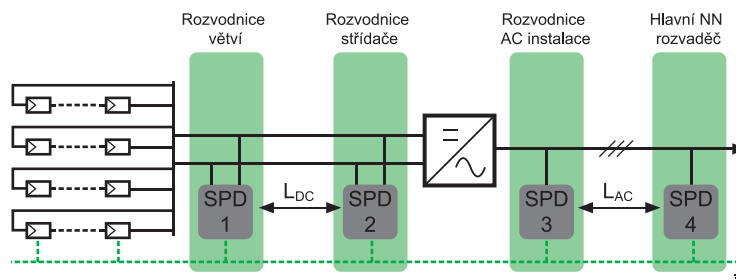 Rozvodnice
větví
Rozvodnice
střídače
Rozvodnice
AC instalace
Hlavní NN
rozvaděč
SPD
1
LDC
SPD
2
SPD
3
LAC
SPD
4